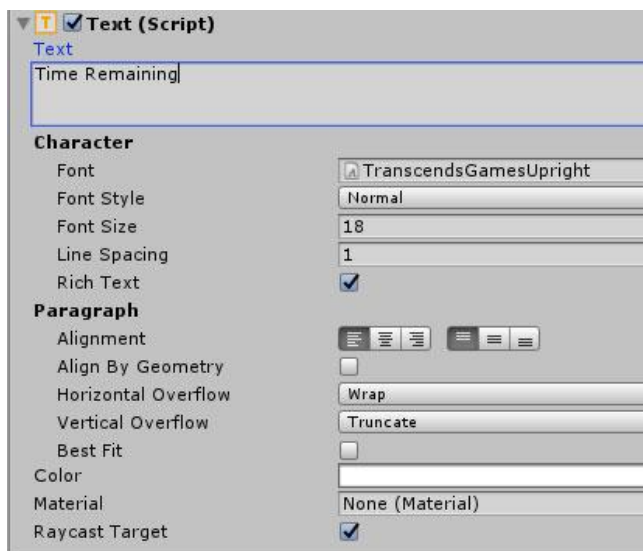 T Text (Script)
Text
Time Remaining
Character
Font TranscendsGamesUpright
Font Style Normal
Font Size 18
Line Spacing 1
Rich Text
Paragraph
Alignment
Align By Geometry
Horizontal Overflow Wrap
Vertical Overflow Truncate
Best Fit
Color
Material None (Material)
Raycast Target